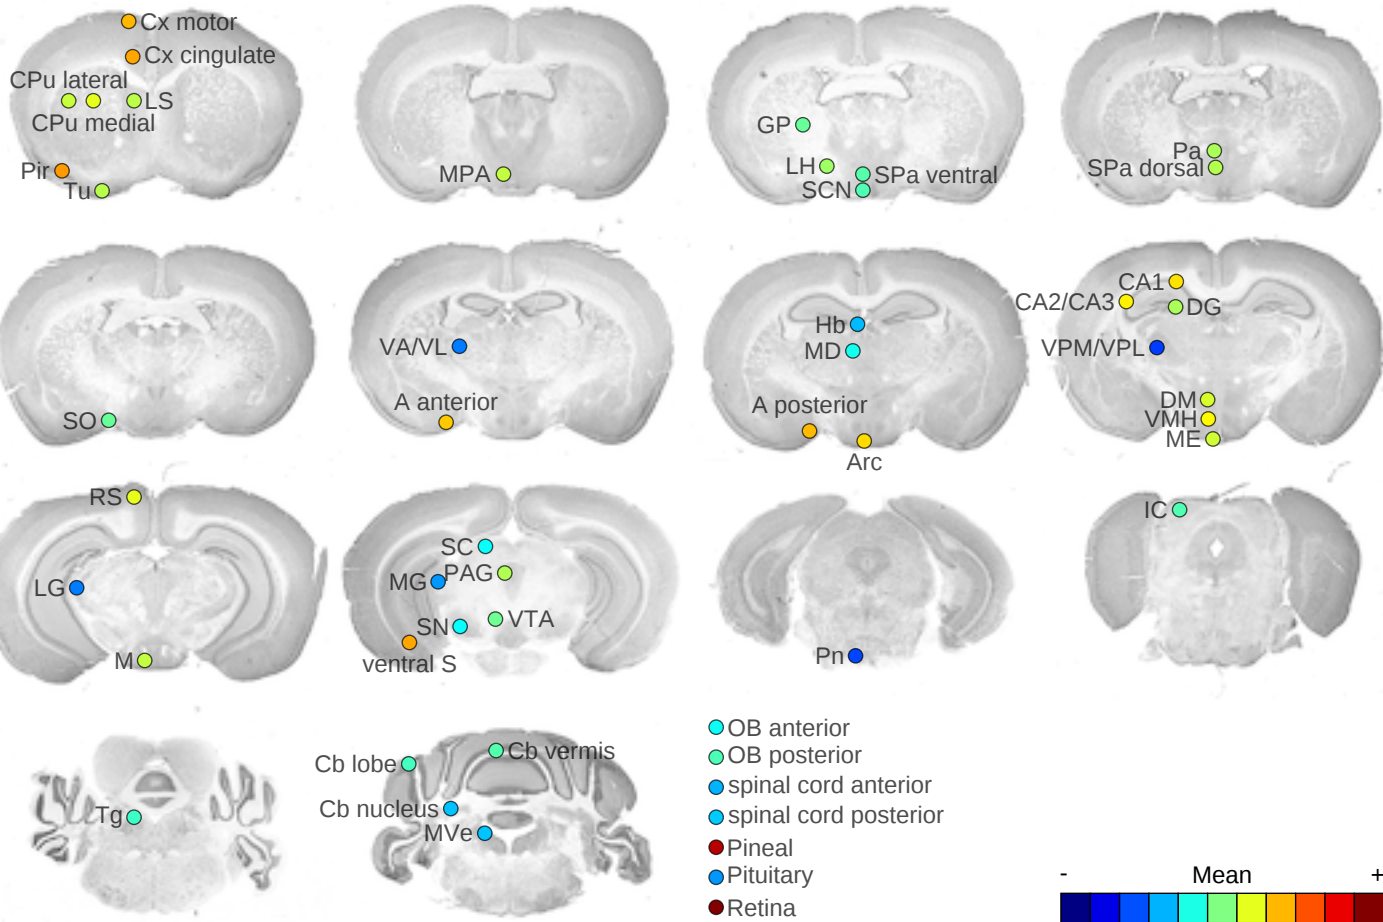 Cx motor
Cx cingulate
CPu lateral
LS
CPu medial
Pir
Tu
MPA
GP
LH
SPa ventral
SCN
Pa
SPa dorsal
SO
VA/VL
A anterior
Hb
MD
A posterior
Arc
CA1
CA2/CA3
DG
VPM/VPL
DM
VMH
ME
RS
LG
M
SC
MG
PAG
SN
VTA
ventral S
Pn
IC
Tg
Cb lobe
Cb vermis
Cb nucleus
MVe
OB anterior
OB posterior
spinal cord anterior
spinal cord posterior
Pineal
Pituitary
Retina
- Mean +